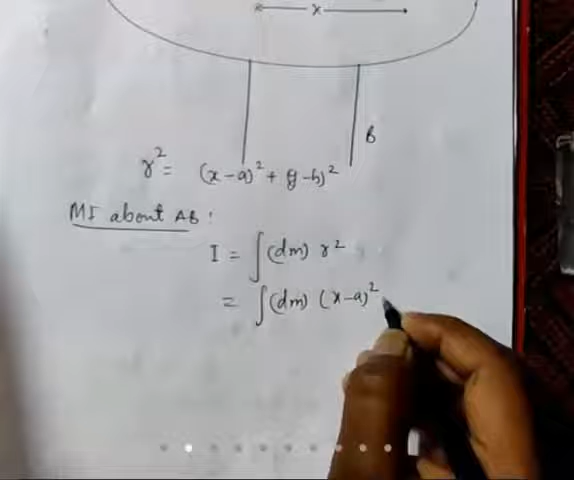 x
B
r² = (x-a)² + (y-b)²
MI about AB :
I = ∫(dm) r²
= ∫(dm) (x-a)²